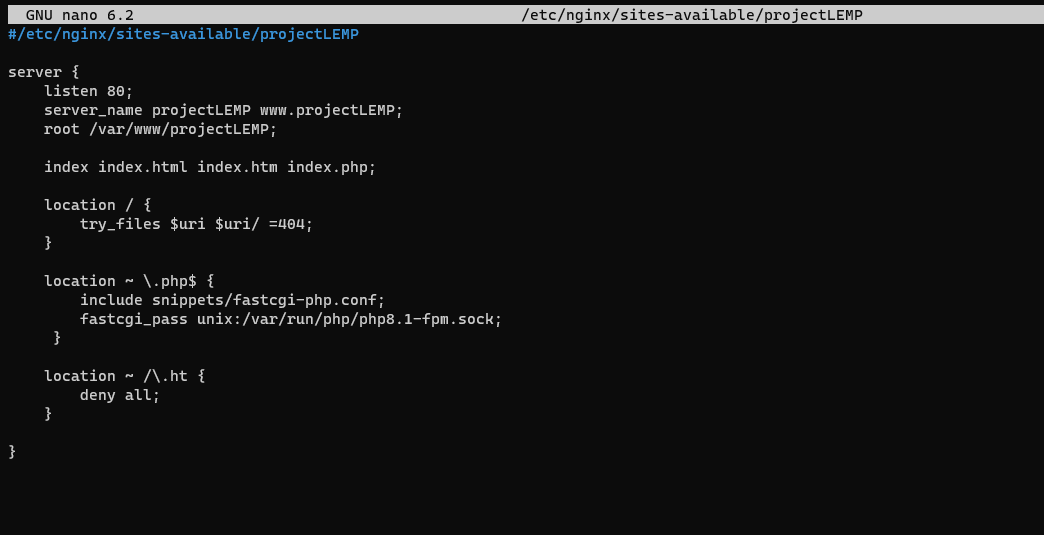 GNU nano 6.2 /etc/nginx/sites-available/projectLEMP
#/etc/nginx/sites-available/projectLEMP
server {
listen 80;
server_name projectLEMP www.projectLEMP;
root /var/www/projectLEMP;
index index.html index.htm index.php;
location / {
try_files $uri $uri/ =404;
}
location ~ \.php$ {
include snippets/fastcgi-php.conf;
fastcgi_pass unix:/var/run/php/php8.1-fpm.sock;
}
location ~ /\.ht {
deny all;
}
}